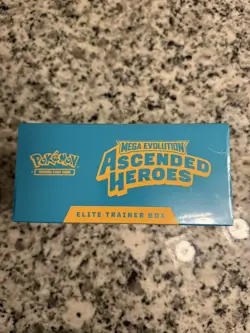 POKÉMON
TRADING CARD GAME
MEGA EVOLUTION
ASCENDED
HEROES
ELITE TRAINER BOX